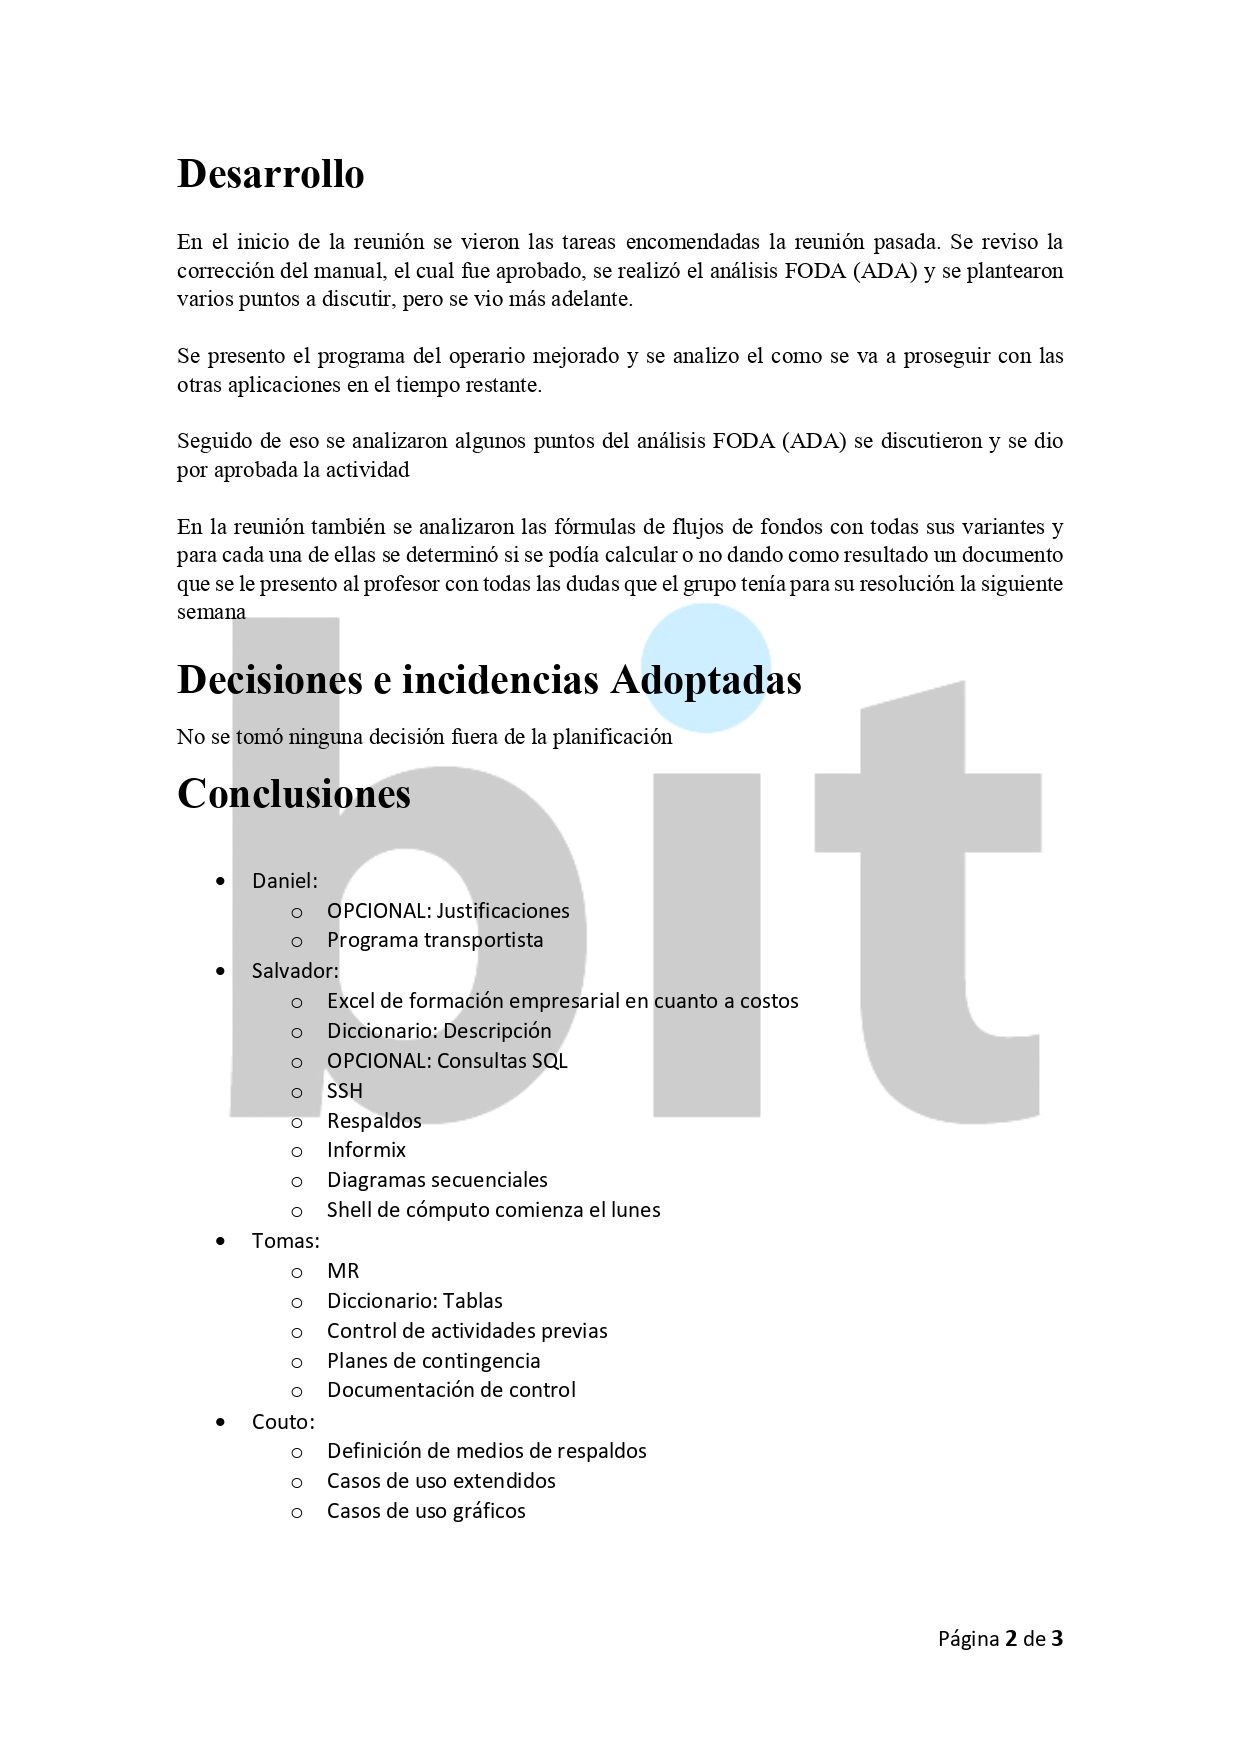 Desarrollo
En el inicio de la reunión se vieron las tareas encomendadas la reunión pasada. Se reviso la
corrección del manual, el cual fue aprobado, se realizó el análisis FODA (ADA) y se plantearon
varios puntos a discutir, pero se vio más adelante.
Se presento el programa del operario mejorado y se analizo el como se va a proseguir con las
otras aplicaciones en el tiempo restante.
Seguido de eso se analizaron algunos puntos del análisis FODA (ADA) se discutieron y se dio
por aprobada la actividad
En la reunión también se analizaron las fórmulas de flujos de fondos con todas sus variantes y
para cada una de ellas se determinó si se podía calcular o no dando como resultado un documento
que se le presento al profesor con todas las dudas que el grupo tenía para su resolución la siguiente
semana
bit
Decisiones e incidencias Adoptadas
No se tomó ninguna decisión fuera de la planificación
Conclusiones
• Daniel:
o OPCIONAL: Justificaciones
o Programa transportista
• Salvador:
o Excel de formación empresarial en cuanto a costos
o Diccionario: Descripción
o OPCIONAL: Consultas SQL
o SSH
o Respaldos
o Informix
o Diagramas secuenciales
o Shell de cómputo comienza el lunes
• Tomas:
o MR
o Diccionario: Tablas
o Control de actividades previas
o Planes de contingencia
o Documentación de control
• Couto:
o Definición de medios de respaldos
o Casos de uso extendidos
o Casos de uso gráficos
Página 2 de 3